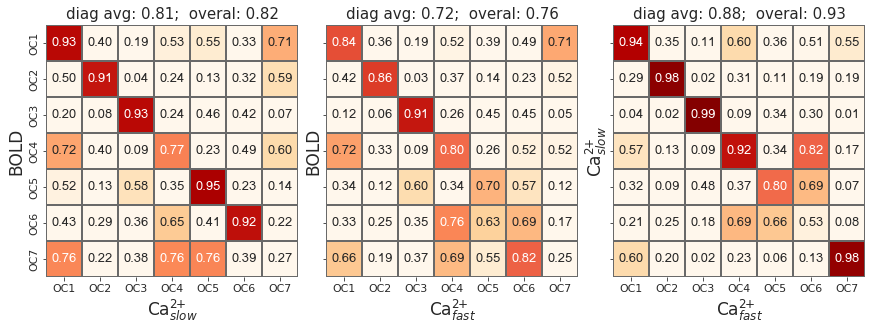 diag avg: 0.81;  overal: 0.82
BOLD
OC1 0.93 0.40 0.19 0.53 0.55 0.33 0.71
OC2 0.50 0.91 0.04 0.24 0.13 0.32 0.59
OC3 0.20 0.08 0.93 0.24 0.46 0.42 0.07
OC4 0.72 0.40 0.09 0.77 0.23 0.49 0.60
OC5 0.52 0.13 0.58 0.35 0.95 0.23 0.14
OC6 0.43 0.29 0.36 0.65 0.41 0.92 0.22
OC7 0.76 0.22 0.38 0.76 0.76 0.39 0.27
OC1 OC2 OC3 OC4 OC5 OC6 OC7
Ca²⁺slow
diag avg: 0.72;  overal: 0.76
BOLD
0.84 0.36 0.19 0.52 0.39 0.49 0.71
0.42 0.86 0.03 0.37 0.14 0.23 0.52
0.12 0.06 0.91 0.26 0.45 0.45 0.05
0.72 0.33 0.09 0.80 0.26 0.52 0.52
0.34 0.12 0.60 0.34 0.70 0.57 0.12
0.33 0.25 0.35 0.76 0.63 0.69 0.17
0.66 0.19 0.37 0.69 0.55 0.82 0.25
OC1 OC2 OC3 OC4 OC5 OC6 OC7
Ca²⁺fast
diag avg: 0.88;  overal: 0.93
Ca²⁺slow
0.94 0.35 0.11 0.60 0.36 0.51 0.55
0.29 0.98 0.02 0.31 0.11 0.19 0.19
0.04 0.02 0.99 0.09 0.34 0.30 0.01
0.57 0.13 0.09 0.92 0.34 0.82 0.17
0.32 0.09 0.48 0.37 0.80 0.69 0.07
0.21 0.25 0.18 0.69 0.66 0.53 0.08
0.60 0.20 0.02 0.23 0.06 0.13 0.98
OC1 OC2 OC3 OC4 OC5 OC6 OC7
Ca²⁺fast